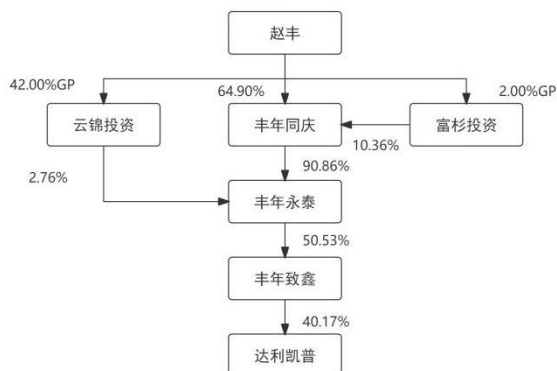 赵丰
42.00%GP
64.90%
2.00%GP
云锦投资
丰年同庆
富杉投资
10.36%
2.76%
90.86%
丰年永泰
50.53%
丰年致鑫
40.17%
达利凯普